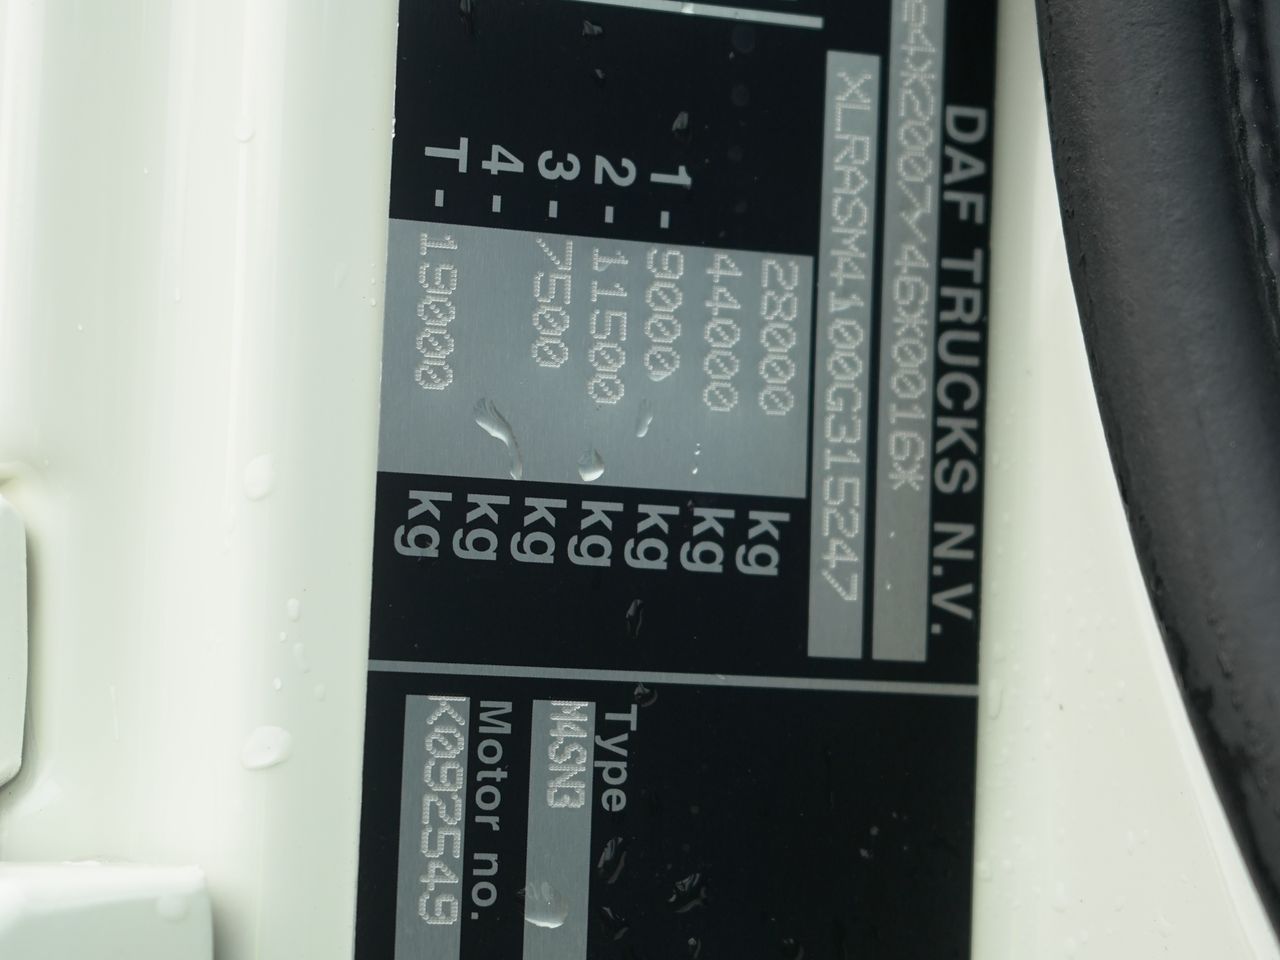 DAF TRUCKS N.V.
e4*2007/46*0016*
XLRASM4100G315247
28000 kg
44000 kg
1 - 9000 kg
2 - 11500 kg
3 - 7500 kg
4 - kg
T - 19000 kg
Type
M4SN3
Motor no.
K092549